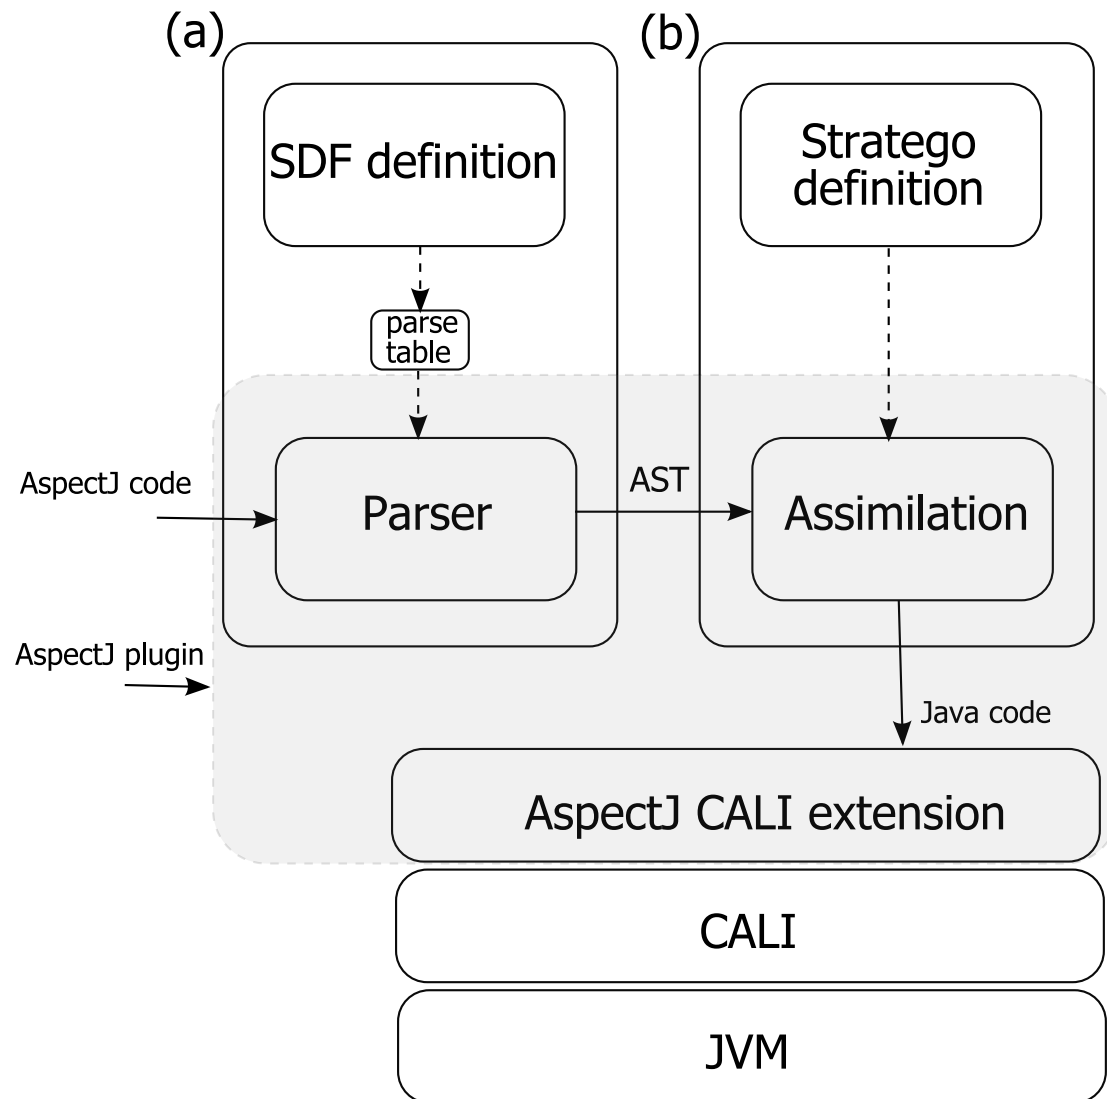 (a)
(b)
SDF definition
Stratego
definition
parse
table
AspectJ code
Parser
AST
Assimilation
AspectJ plugin
Java code
AspectJ CALI extension
CALI
JVM